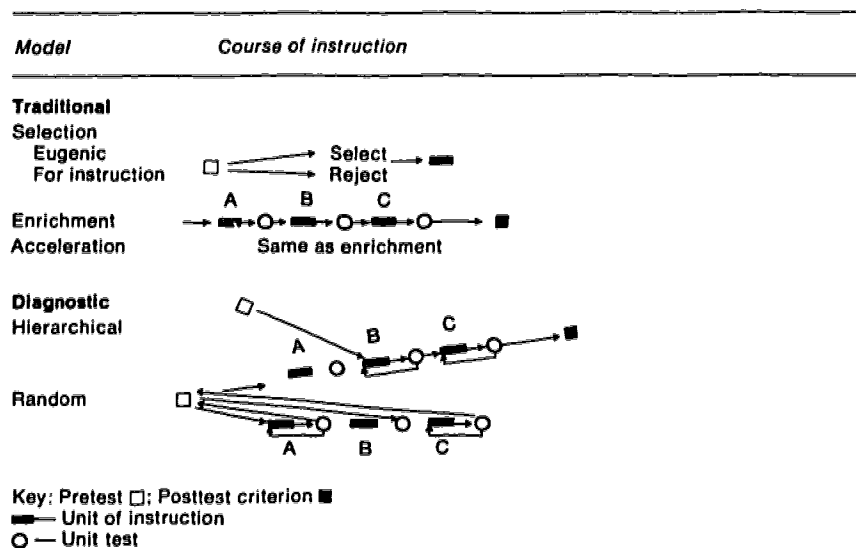 Model Course of instruction
Traditional
Selection
Eugenic Select
For instruction Reject
A B C
Enrichment
Acceleration Same as enrichment
Diagnostic
Hierarchical
A B C
Random
A B C
Key: Pretest □; Posttest criterion ■
— Unit of instruction
○ — Unit test